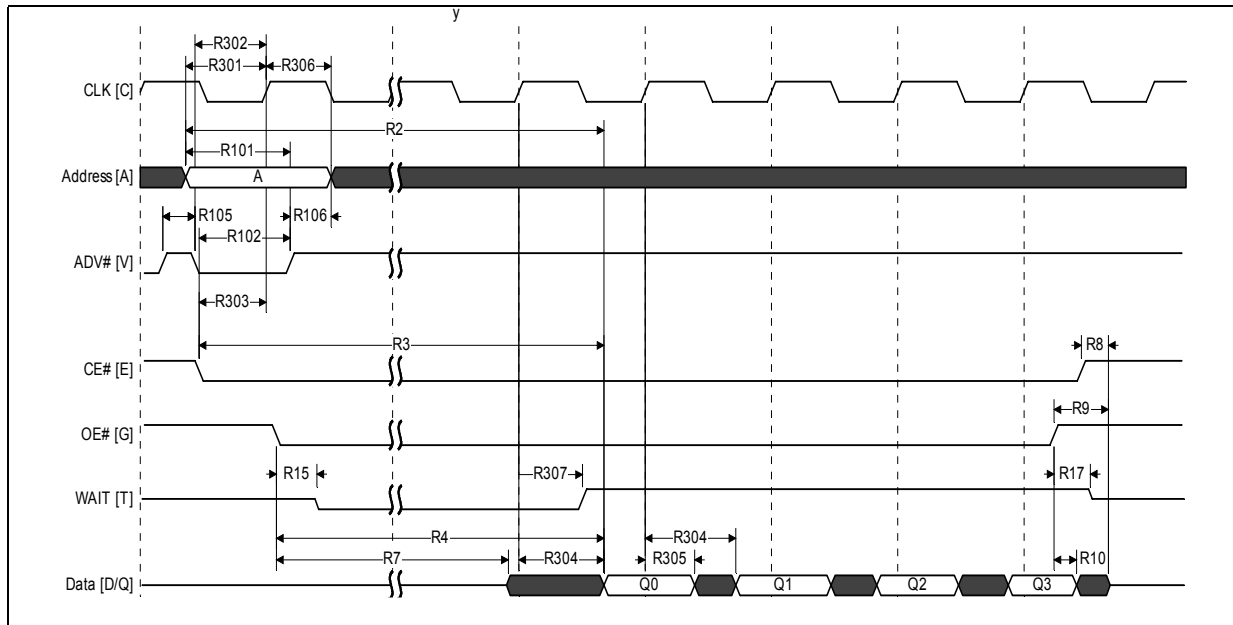 y
R302
R301 R306
CLK [C]
R2
R101
Address [A] A
R105 R106
R102
ADV# [V]
R303
R3 R8
CE# [E]
R9
OE# [G]
R15 R307 R17
WAIT [T]
R4 R304
R7 R304 R305 R10
Data [D/Q] Q0 Q1 Q2 Q3